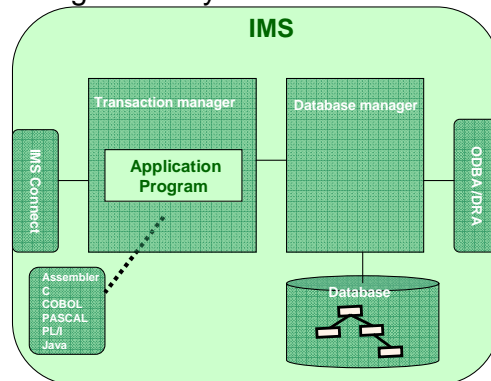 IMS
Transaction manager
Database manager
Application
Program
IMS Connect
ODBA /DRA
Assembler
C
COBOL
PASCAL
PL/I
Java
Database